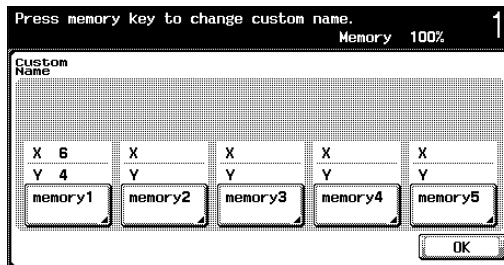 Press memory key to change custom name.
Memory 100% 1
Custom
Name
X 6 X X X X
Y 4 Y Y Y Y
memory1 memory2 memory3 memory4 memory5
OK